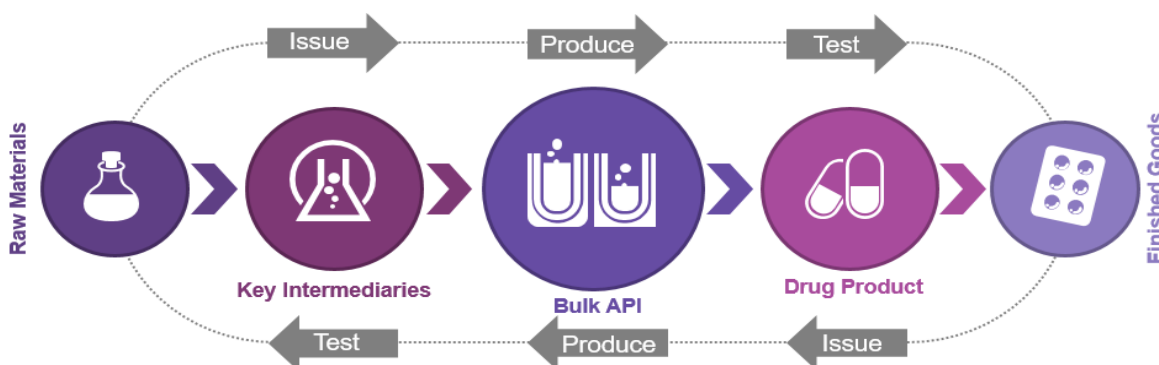 Issue
Produce
Test
Raw Materials
Finished Goods
Key Intermediaries
Bulk API
Drug Product
Test
Produce
Issue